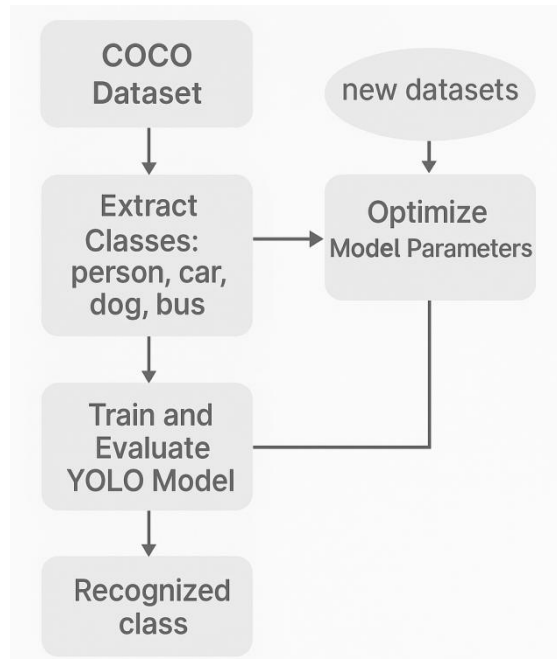 COCO
Dataset
new datasets
Extract
Classes:
person, car,
dog, bus
Optimize
Model Parameters
Train and
Evaluate
YOLO Model
Recognized
class